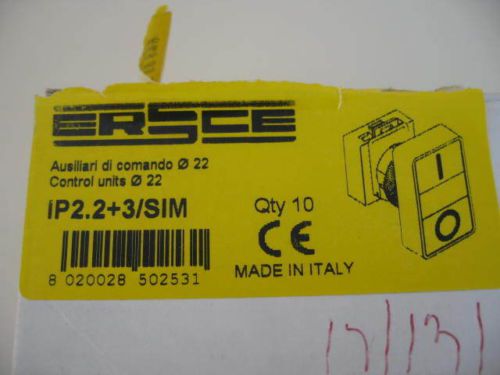 ERSCE
Ausiliari di comando Ø 22
Control units Ø 22
IP2.2+3/SIM
Qty 10
CE
MADE IN ITALY
8 020028 502531